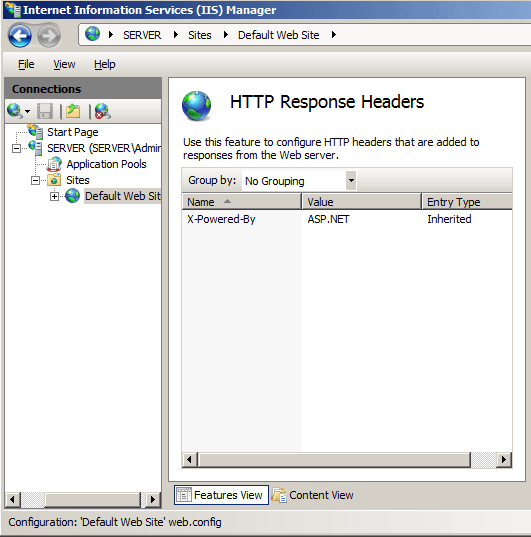 Internet Information Services (IIS) Manager
SERVER Sites Default Web Site
File View Help
Connections
Start Page
SERVER (SERVER\Admir
Application Pools
Sites
Default Web Sit
HTTP Response Headers
Use this feature to configure HTTP headers that are added to
responses from the Web server.
Group by: No Grouping
Name Value Entry Type
X-Powered-By ASP.NET Inherited
Features View Content View
Configuration: 'Default Web Site' web.config